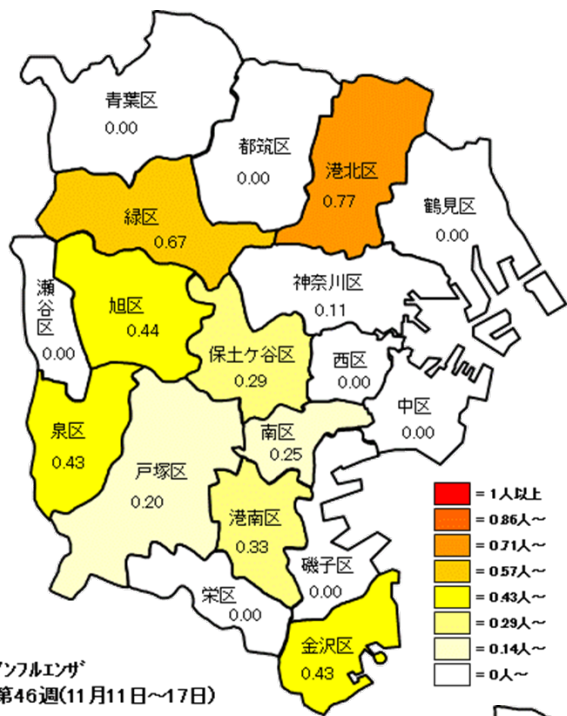 青葉区
0.00
都筑区
0.00
港北区
0.77
鶴見区
0.00
緑区
0.67
神奈川区
0.11
瀬谷区
0.00
旭区
0.44
保土ケ谷区
0.29
西区
0.00
中区
0.00
泉区
0.43
戸塚区
0.20
南区
0.25
港南区
0.33
磯子区
0.00
栄区
0.00
金沢区
0.43
= 1人以上
= 0.86人～
= 0.71人～
= 0.57人～
= 0.43人～
= 0.29人～
= 0.14人～
= 0人～
ンフルエンザ
第46週(11月11日～17日)